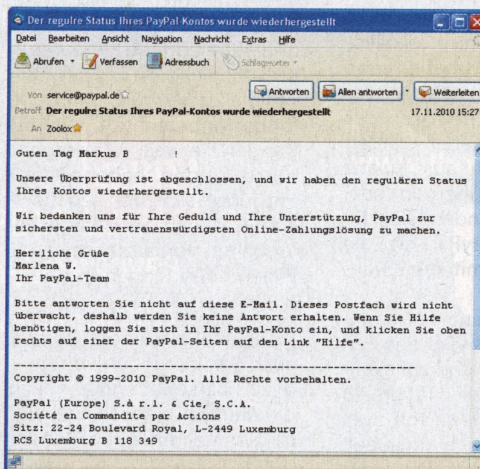 Der regulre Status Ihres PayPal-Kontos wurde wiederhergestellt
Datei Bearbeiten Ansicht Navigation Nachricht Extras Hilfe
Abrufen Verfassen Adressbuch Schlagworter
Von service@paypal.de Antworten Allen antworten Weiterleiten
Betreff Der regulre Status Ihres PayPal-Kontos wurde wiederhergestellt 17.11.2010 15:27
An Zoolox
Guten Tag Markus B !
Unsere Überprüfung ist abgeschlossen, und wir haben den regulären Status
Ihres Kontos wiederhergestellt.
Wir bedanken uns für Ihre Geduld und Ihre Unterstützung, PayPal zur
sichersten und vertrauenswürdigsten Online-Zahlungslösung zu machen.
Herzliche Grüße
Marlena W.
Ihr PayPal-Team
Bitte antworten Sie nicht auf diese E-Mail. Dieses Postfach wird nicht
überwacht, deshalb werden Sie keine Antwort erhalten. Wenn Sie Hilfe
benötigen, loggen Sie sich in Ihr PayPal-Konto ein, und klicken Sie oben
rechts auf einer der PayPal-Seiten auf den Link "Hilfe".
----------------------------------------------------------------
Copyright © 1999-2010 PayPal. Alle Rechte vorbehalten.
PayPal (Europe) S.à r.l. & Cie, S.C.A.
Société en Commandite par Actions
Sitz: 22-24 Boulevard Royal, L-2449 Luxemburg
RCS Luxemburg B 118 349